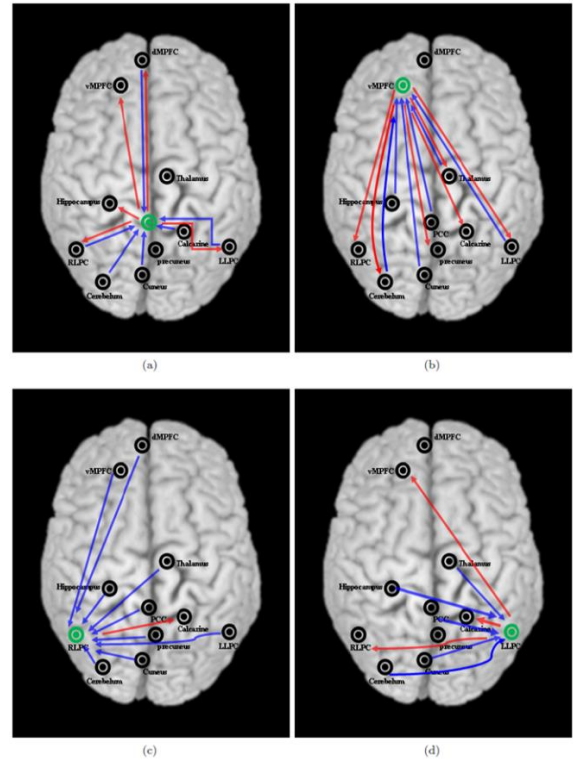 dMPFC
vMPFC
Thalamus
Hippocampus
Calcarine
RLPC
precuneus
LLPC
Cerebelum
Cuneus
(a)
dMPFC
vMPFC
Thalamus
Hippocampus
PCC
Calcarine
RLPC
precuneus
LLPC
Cerebelum
Cuneus
(b)
dMPFC
vMPFC
Thalamus
Hippocampus
PCC
Calcarine
RLPC
precuneus
LLPC
Cerebelum
Cuneus
(c)
dMPFC
vMPFC
Thalamus
Hippocampus
PCC
Calcarine
RLPC
precuneus
LLPC
Cerebelum
Cuneus
(d)